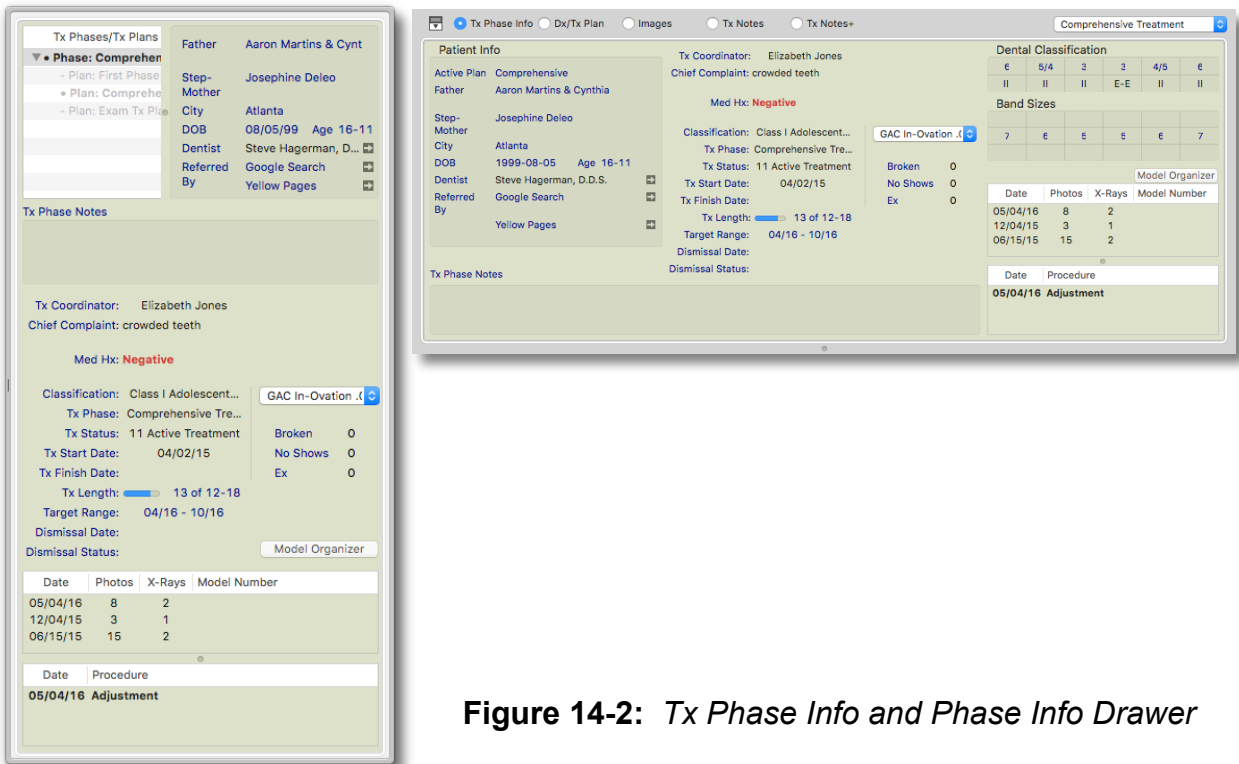 Tx Phases/Tx Plans
▼ • Phase: Comprehen
- Plan: First Phase
• Plan: Comprehe
- Plan: Exam Tx Pla
Father Aaron Martins & Cynt
Step-
Mother Josephine Deleo
City Atlanta
DOB 08/05/99 Age 16-11
Dentist Steve Hagerman, D...
Referred
By Google Search
Yellow Pages
Tx Phase Notes
Tx Coordinator: Elizabeth Jones
Chief Complaint: crowded teeth
Med Hx: Negative
Classification: Class I Adolescent... GAC In-Ovation .(
Tx Phase: Comprehensive Tre...
Tx Status: 11 Active Treatment Broken 0
Tx Start Date: 04/02/15 No Shows 0
Tx Finish Date: Ex 0
Tx Length: 13 of 12-18
Target Range: 04/16 - 10/16
Dismissal Date:
Dismissal Status: Model Organizer
Date Photos X-Rays Model Number
05/04/16 8 2
12/04/15 3 1
06/15/15 15 2
Date Procedure
05/04/16 Adjustment
Tx Phase Info Dx/Tx Plan Images Tx Notes Tx Notes+ Comprehensive Treatment
Patient Info
Active Plan Comprehensive
Father Aaron Martins & Cynthia
Step-
Mother Josephine Deleo
City Atlanta
DOB 1999-08-05 Age 16-11
Dentist Steve Hagerman, D.D.S.
Referred
By Google Search
Yellow Pages
Tx Phase Notes
Tx Coordinator: Elizabeth Jones
Chief Complaint: crowded teeth
Med Hx: Negative
Classification: Class I Adolescent... GAC In-Ovation .(
Tx Phase: Comprehensive Tre...
Tx Status: 11 Active Treatment Broken 0
Tx Start Date: 04/02/15 No Shows 0
Tx Finish Date: Ex 0
Tx Length: 13 of 12-18
Target Range: 04/16 - 10/16
Dismissal Date:
Dismissal Status:
Dental Classification
6 5/4 3 3 4/5 6
II II II E-E II II
Band Sizes
7 6 5 5 6 7
Model Organizer
Date Photos X-Rays Model Number
05/04/16 8 2
12/04/15 3 1
06/15/15 15 2
Date Procedure
05/04/16 Adjustment
Figure 14-2: Tx Phase Info and Phase Info Drawer